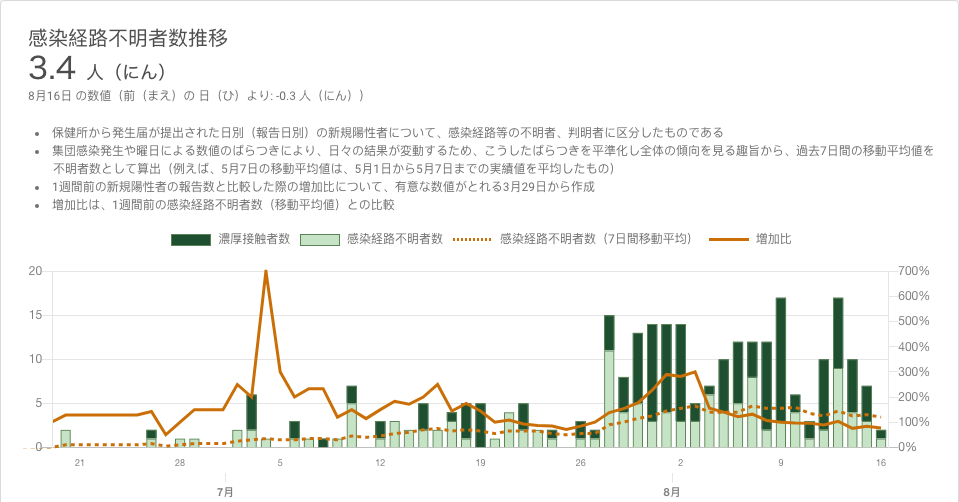 感染経路不明者数推移
3.4 人（にん）
8月16日 の数値（前（まえ）の 日（ひ）より: -0.3 人（にん））
• 保健所から発生届が提出された日別（報告日別）の新規陽性者について、感染経路等の不明者、判明者に区分したものである
• 集団感染発生や曜日による数値のばらつきにより、日々の結果が変動するため、こうしたばらつきを平準化し全体の傾向を見る趣旨から、過去7日間の移動平均値を
不明者数として算出（例えば、5月7日の移動平均値は、5月1日から5月7日までの実績値を平均したもの）
• 1週間前の新規陽性者の報告数と比較した際の増加比について、有意な数値がとれる3月29日から作成
• 増加比は、1週間前の感染経路不明者数（移動平均値）との比較
濃厚接触者数 感染経路不明者数 感染経路不明者数（7日間移動平均） 増加比
20 700%
600%
15 500%
400%
10 300%
5 200%
100%
0 0%
21 28 5 12 19 26 2 9 16
7月 8月